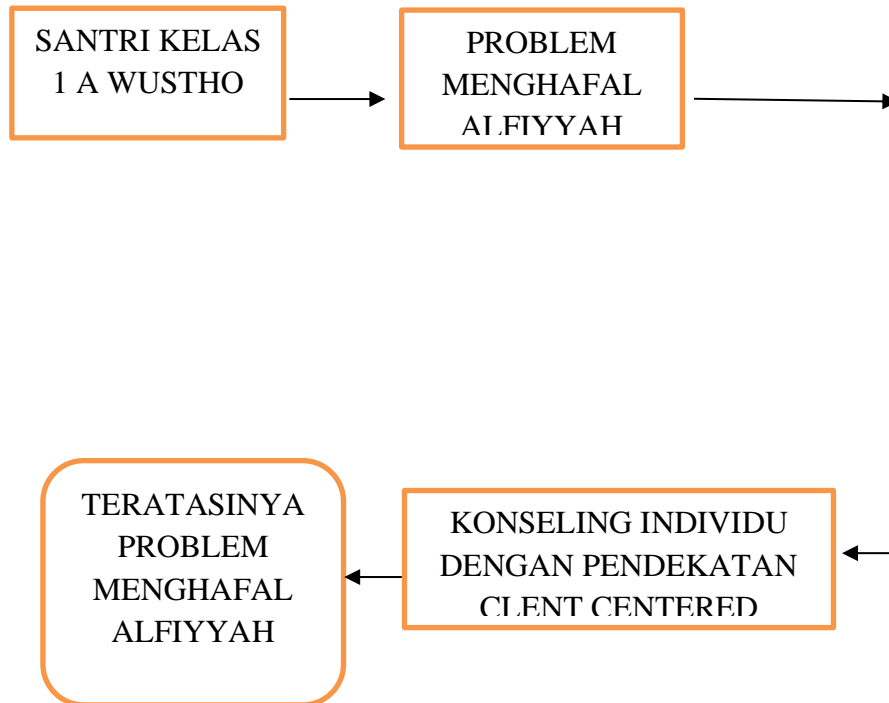 SANTRI KELAS
1 A WUSTHO
PROBLEM
MENGHAFAL
ALFIYYAH
TERATASINYA
PROBLEM
MENGHAFAL
ALFIYYAH
KONSELING INDIVIDU
DENGAN PENDEKATAN
CLENT CENTERED